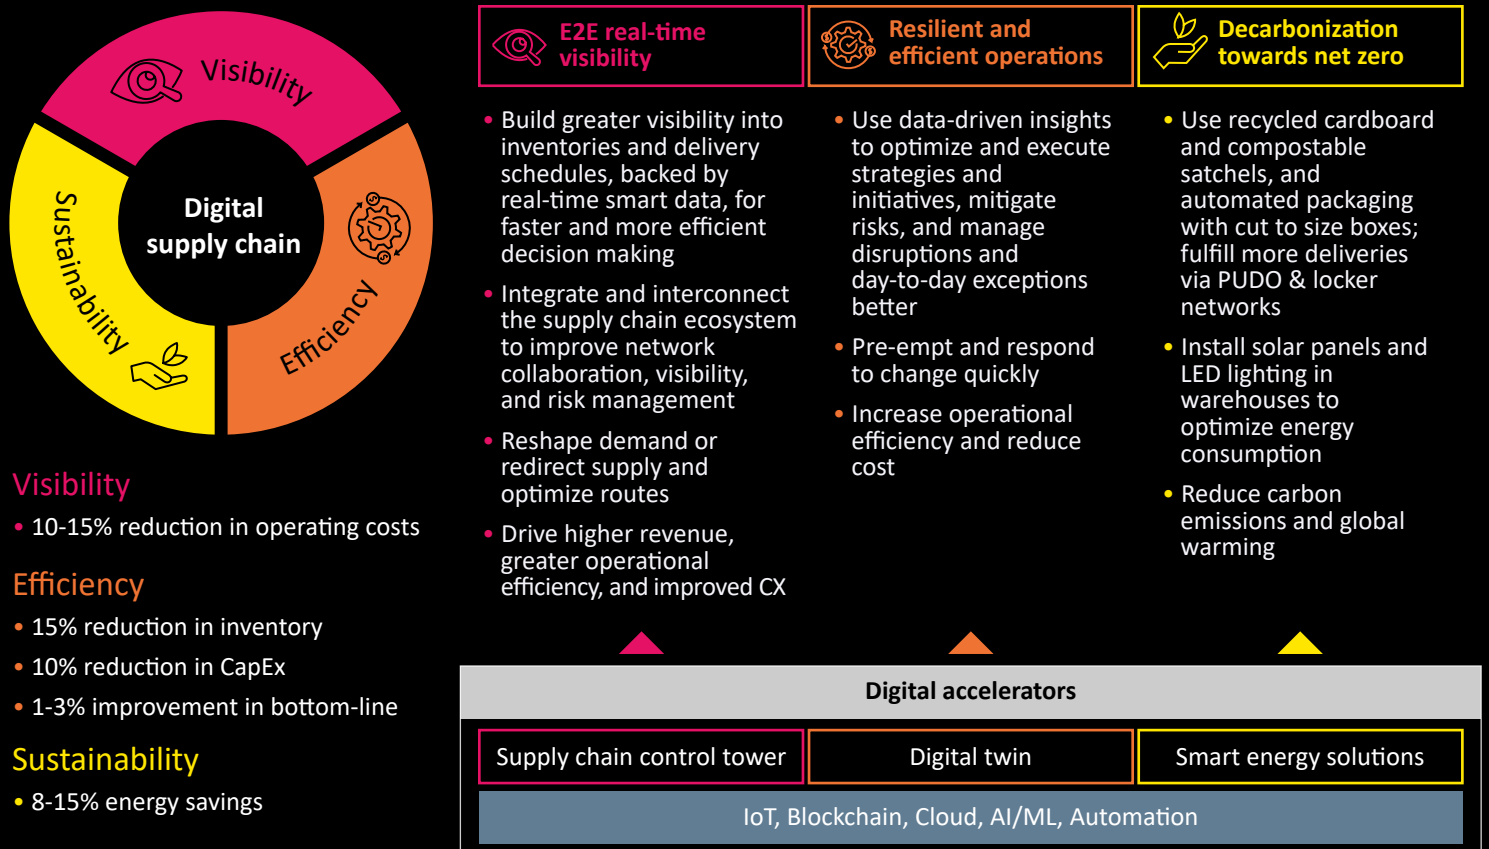 Visibility
Efficiency
Sustainability
Digital
supply chain
Visibility
• 10-15% reduction in operating costs
Efficiency
• 15% reduction in inventory
• 10% reduction in CapEx
• 1-3% improvement in bottom-line
Sustainability
• 8-15% energy savings
E2E real-time
visibility
• Build greater visibility into
inventories and delivery
schedules, backed by
real-time smart data, for
faster and more efficient
decision making
• Integrate and interconnect
the supply chain ecosystem
to improve network
collaboration, visibility,
and risk management
• Reshape demand or
redirect supply and
optimize routes
• Drive higher revenue,
greater operational
efficiency, and improved CX
Resilient and
efficient operations
• Use data-driven insights
to optimize and execute
strategies and
initiatives, mitigate
risks, and manage
disruptions and
day-to-day exceptions
better
• Pre-empt and respond
to change quickly
• Increase operational
efficiency and reduce
cost
Decarbonization
towards net zero
• Use recycled cardboard
and compostable
satchels, and
automated packaging
with cut to size boxes;
fulfill more deliveries
via PUDO & locker
networks
• Install solar panels and
LED lighting in
warehouses to
optimize energy
consumption
• Reduce carbon
emissions and global
warming
Digital accelerators
Supply chain control tower
Digital twin
Smart energy solutions
IoT, Blockchain, Cloud, AI/ML, Automation